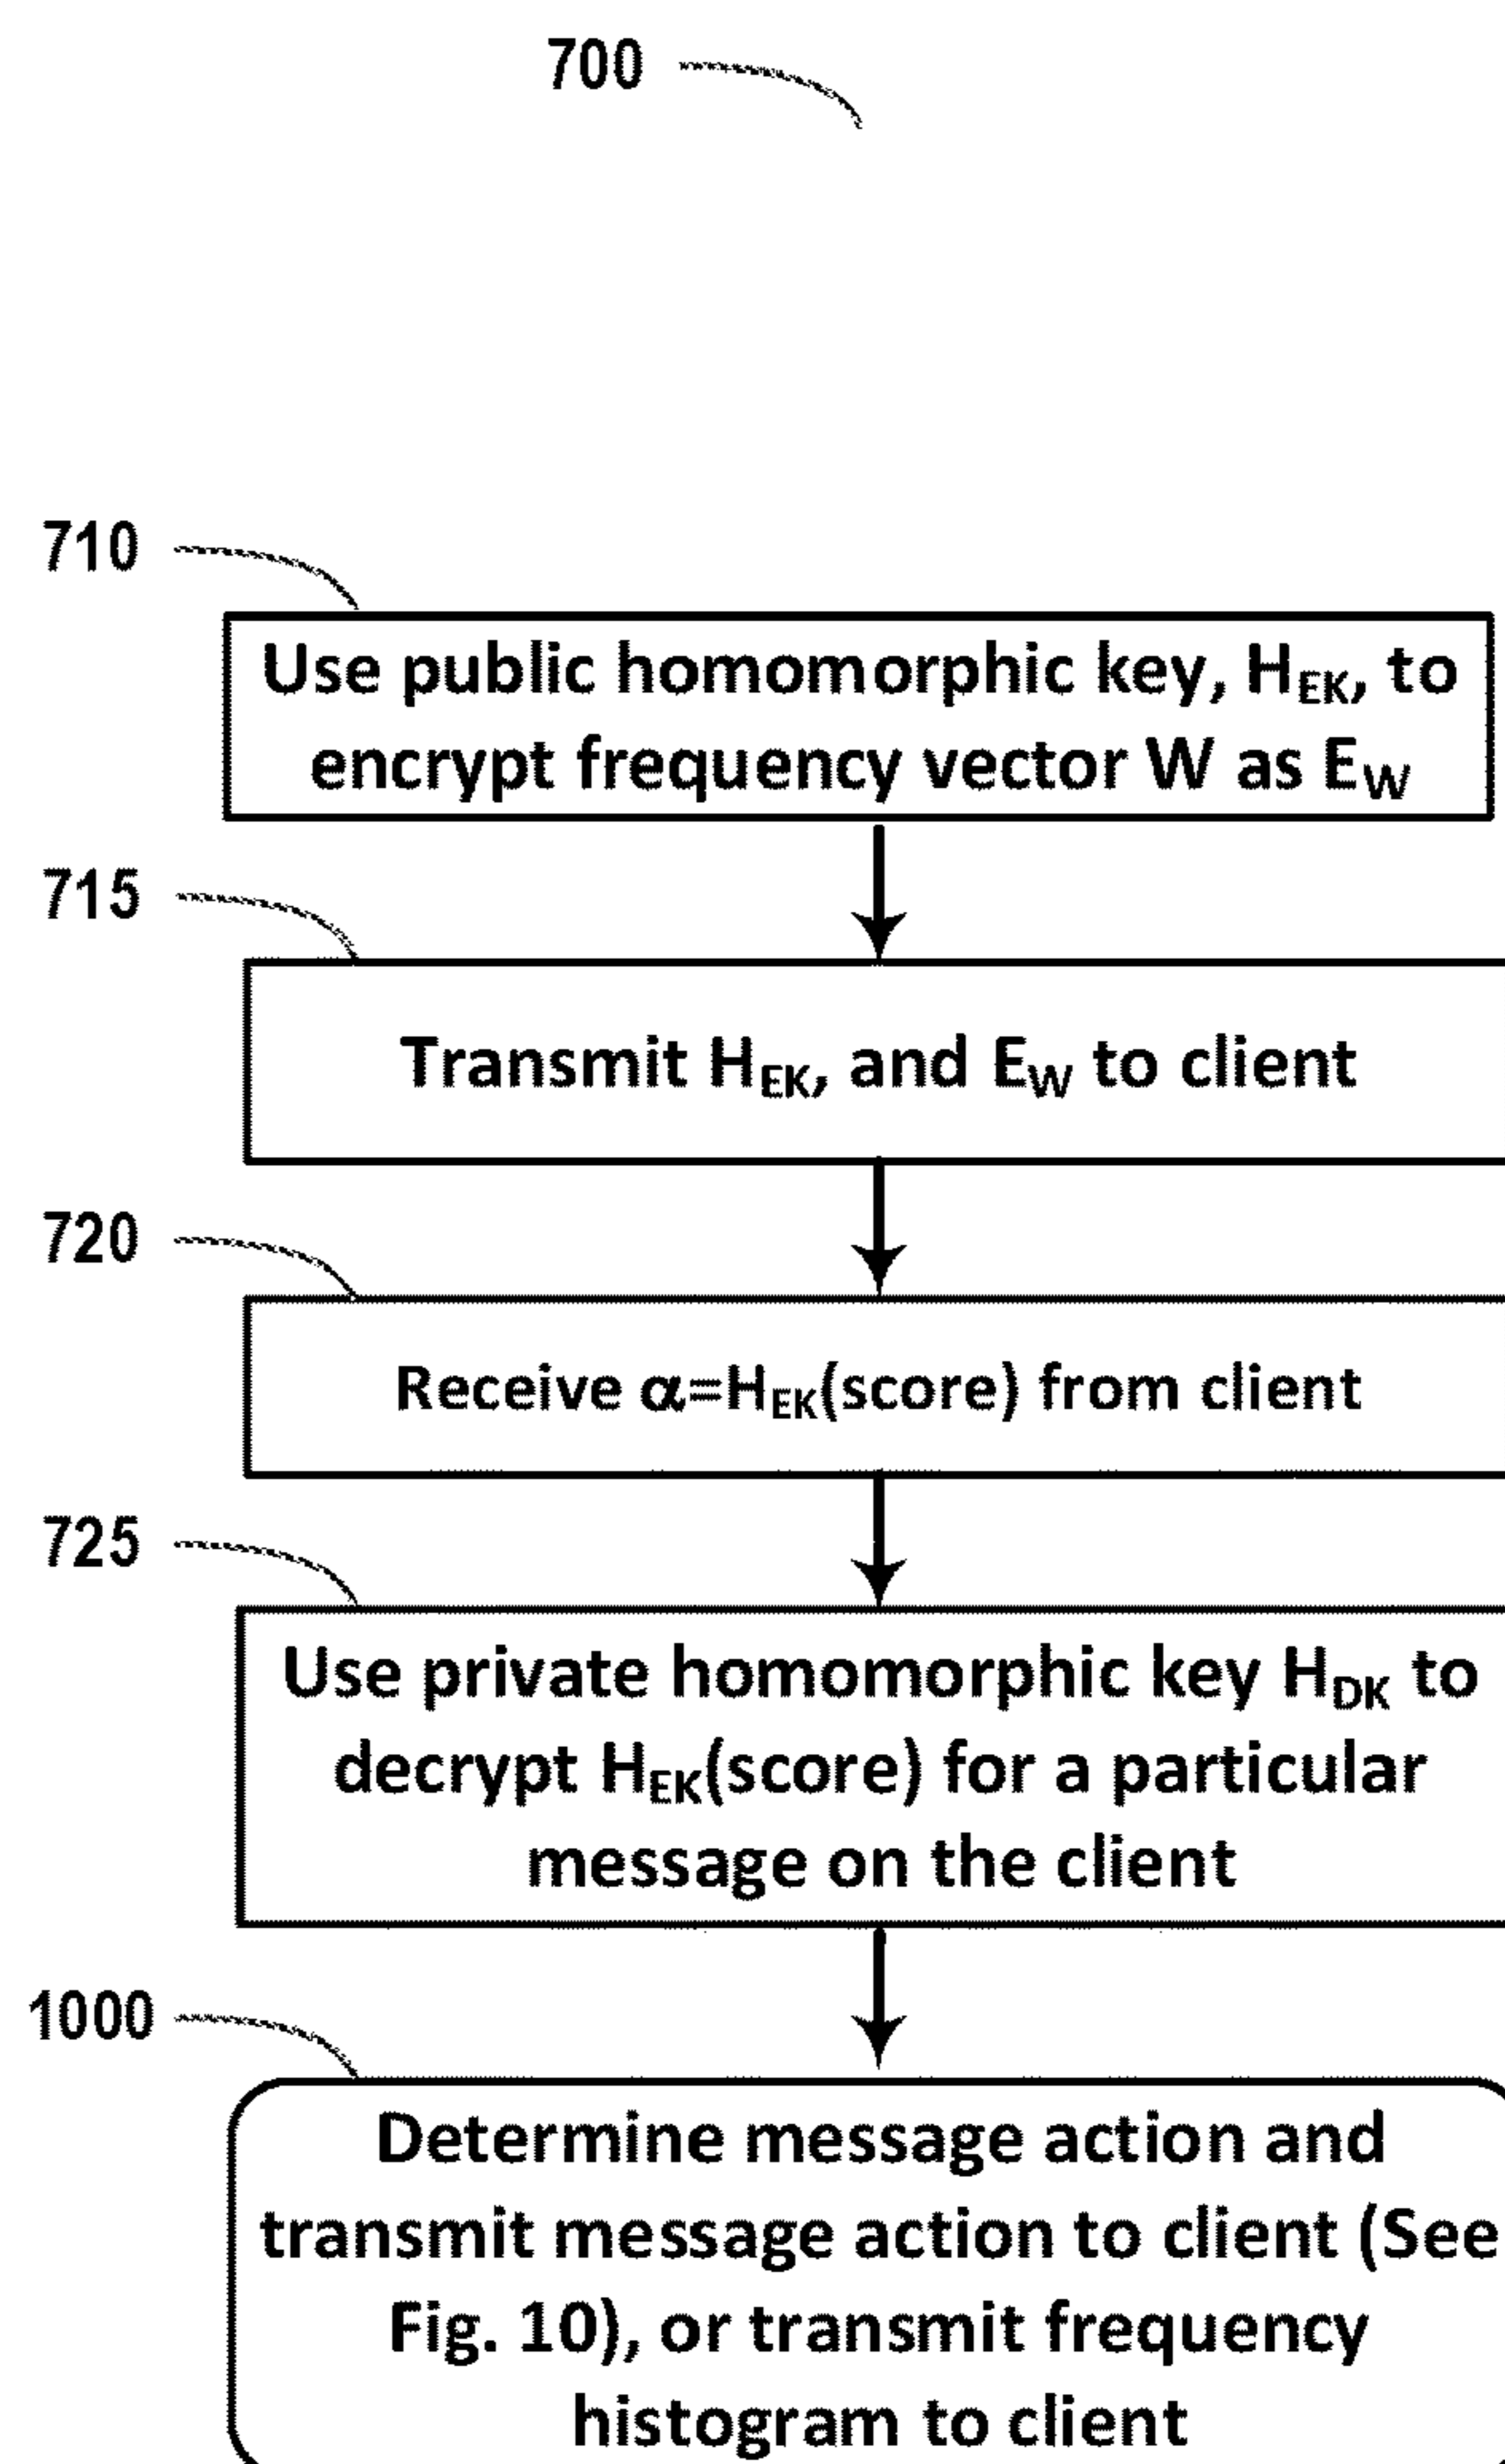 700
710
Use public homomorphic key, H_EK, to
encrypt frequency vector W as E_W
715
Transmit H_EK, and E_W to client
720
Receive α=H_EK(score) from client
725
Use private homomorphic key H_DK to
decrypt H_EK(score) for a particular
message on the client
1000
Determine message action and
transmit message action to client (See
Fig. 10), or transmit frequency
histogram to client